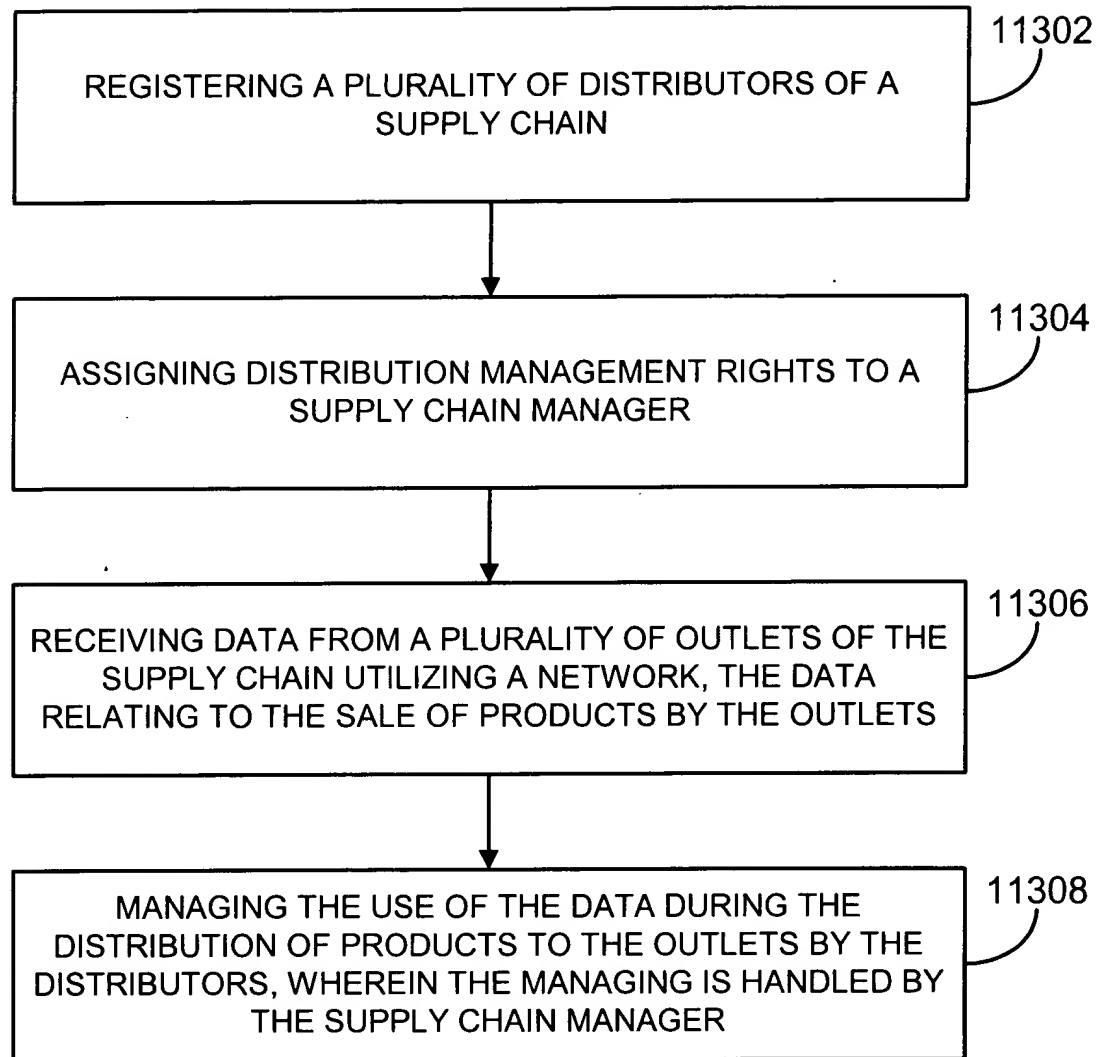 11302
REGISTERING A PLURALITY OF DISTRIBUTORS OF A
SUPPLY CHAIN
11304
ASSIGNING DISTRIBUTION MANAGEMENT RIGHTS TO A
SUPPLY CHAIN MANAGER
11306
RECEIVING DATA FROM A PLURALITY OF OUTLETS OF THE
SUPPLY CHAIN UTILIZING A NETWORK, THE DATA
RELATING TO THE SALE OF PRODUCTS BY THE OUTLETS
11308
MANAGING THE USE OF THE DATA DURING THE
DISTRIBUTION OF PRODUCTS TO THE OUTLETS BY THE
DISTRIBUTORS, WHEREIN THE MANAGING IS HANDLED BY
THE SUPPLY CHAIN MANAGER